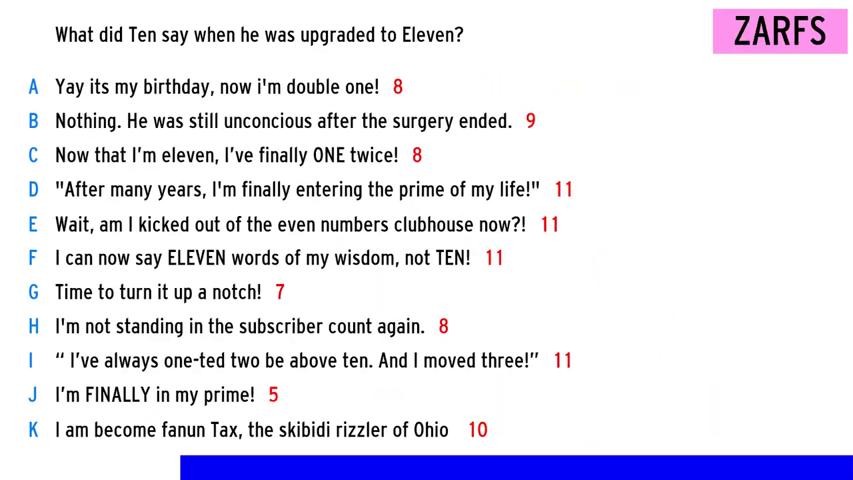 What did Ten say when he was upgraded to Eleven?
ZARFS
A Yay its my birthday, now i'm double one! 8
B Nothing. He was still unconcious after the surgery ended. 9
C Now that I’m eleven, I’ve finally ONE twice! 8
D "After many years, I'm finally entering the prime of my life!" 11
E Wait, am I kicked out of the even numbers clubhouse now?! 11
F I can now say ELEVEN words of my wisdom, not TEN! 11
G Time to turn it up a notch! 7
H I'm not standing in the subscriber count again. 8
I “ I’ve always one-ted two be above ten. And I moved three!” 11
J I’m FINALLY in my prime! 5
K I am become fanun Tax, the skibidi rizzler of Ohio 10